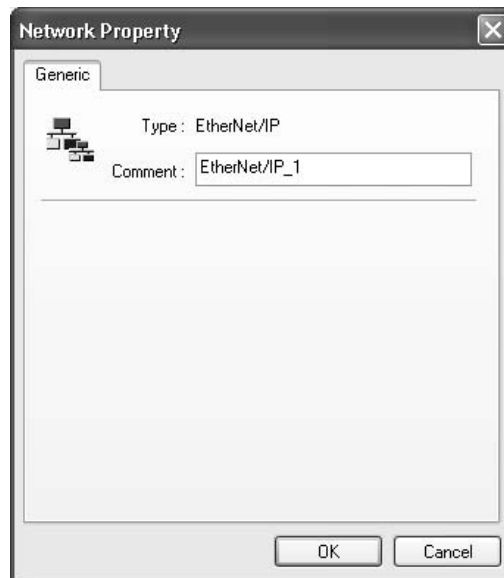 Network Property
Generic
Type : EtherNet/IP
Comment : EtherNet/IP_1
OK Cancel